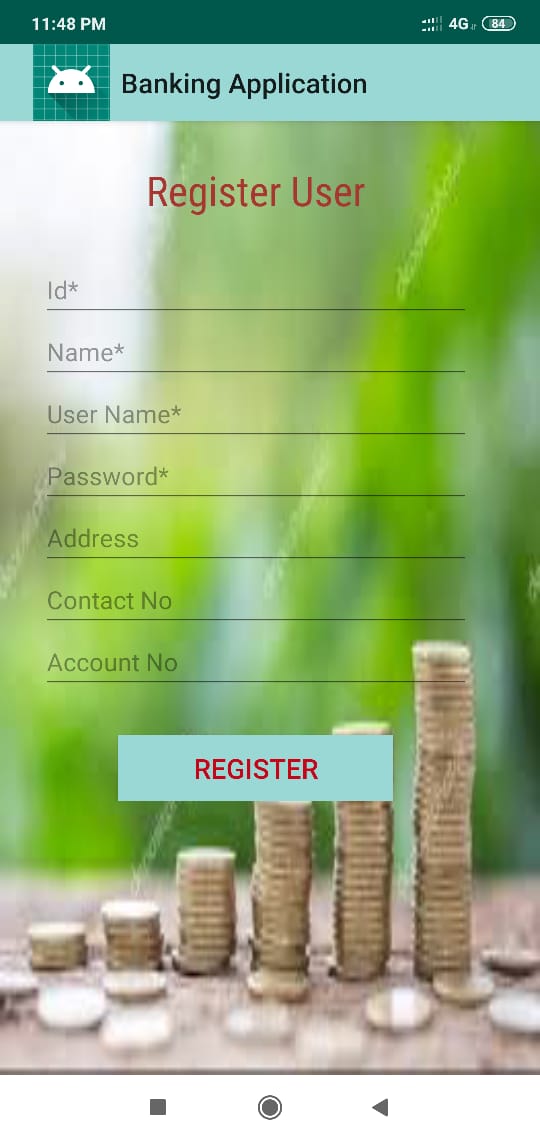 11:48 PM
4G
84
Banking Application
Register User
Id*
Name*
User Name*
Password*
Address
Contact No
Account No
REGISTER